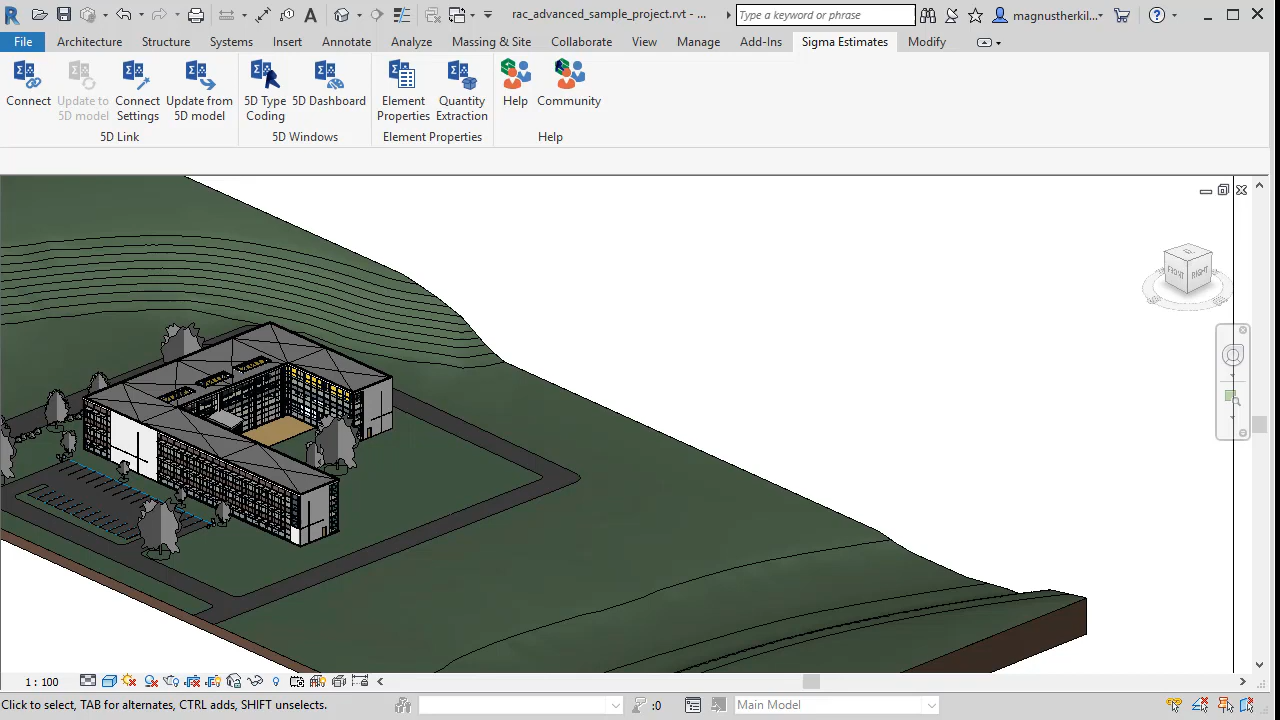 rac_advanced_sample_project.rvt - ...
Type a keyword or phrase
magnustherkil...
File Architecture Structure Systems Insert Annotate Analyze Massing & Site Collaborate View Manage Add-Ins Sigma Estimates Modify
Connect
Update to
5D model
Connect
Settings
Update from
5D model
5D Type
Coding
5D Dashboard
Element
Properties
Quantity
Extraction
Help
Community
5D Link
5D Windows
Element Properties
Help
FRONT
RIGHT
1 : 100
Click to select, TAB for alternates, CTRL adds, SHIFT unselects.
:0
Main Model